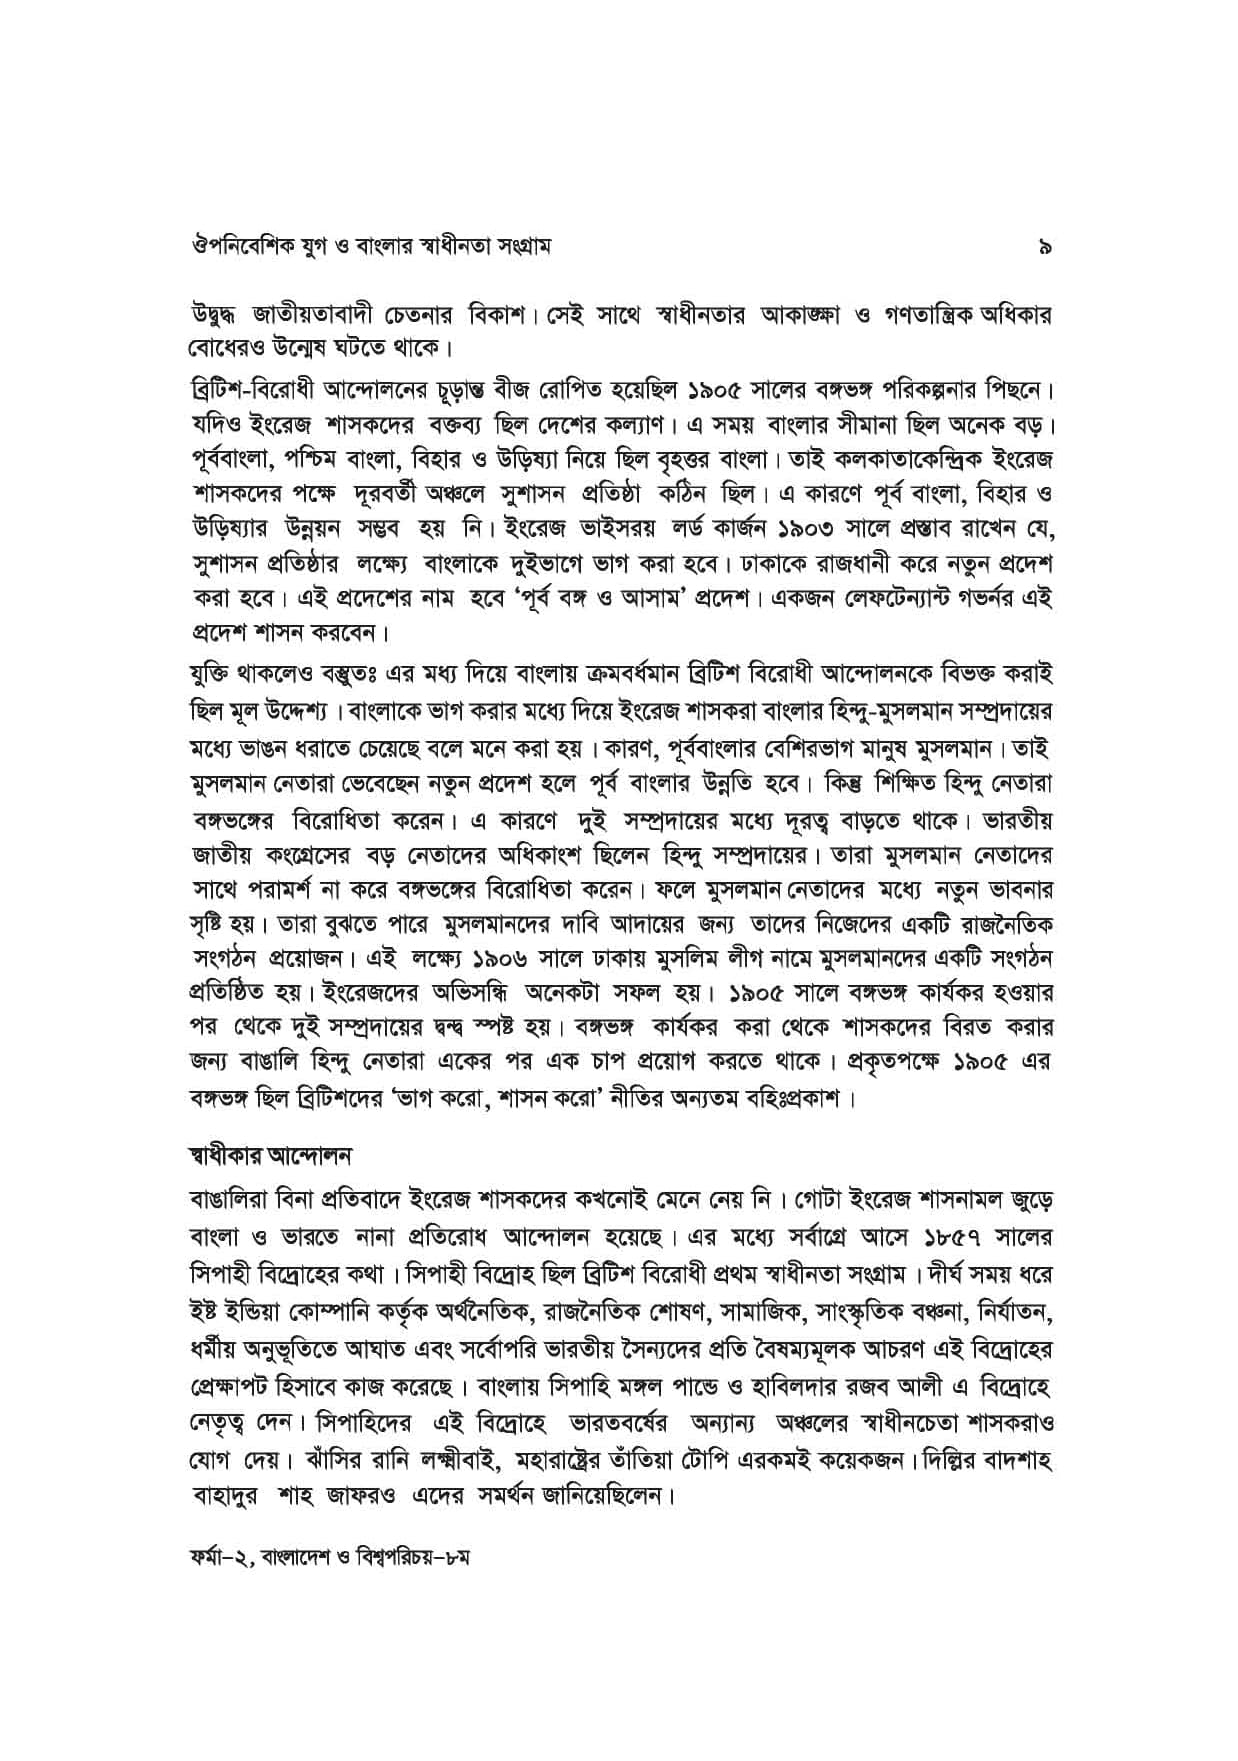 ঔপনিবেশিক যুগ ও বাংলার স্বাধীনতা সংগ্রাম ৯
উদ্বুদ্ধ জাতীয়তাবাদী চেতনার বিকাশ। সেই সাথে স্বাধীনতার আকাঙ্ক্ষা ও গণতান্ত্রিক অধিকার
বোধেরও উন্মেষ ঘটতে থাকে।
ব্রিটিশ-বিরোধী আন্দোলনের চূড়ান্ত বীজ রোপিত হয়েছিল ১৯০৫ সালের বঙ্গভঙ্গ পরিকল্পনার পিছনে।
যদিও ইংরেজ শাসকদের বক্তব্য ছিল দেশের কল্যাণ। এ সময় বাংলার সীমানা ছিল অনেক বড়।
পূর্ববাংলা, পশ্চিম বাংলা, বিহার ও উড়িষ্যা নিয়ে ছিল বৃহত্তর বাংলা। তাই কলকাতাকেন্দ্রিক ইংরেজ
শাসকদের পক্ষে দূরবর্তী অঞ্চলে সুশাসন প্রতিষ্ঠা কঠিন ছিল। এ কারণে পূর্ব বাংলা, বিহার ও
উড়িষ্যার উন্নয়ন সম্ভব হয় নি। ইংরেজ ভাইসরয় লর্ড কার্জন ১৯০৩ সালে প্রস্তাব রাখেন যে,
সুশাসন প্রতিষ্ঠার লক্ষ্যে বাংলাকে দুইভাগে ভাগ করা হবে। ঢাকাকে রাজধানী করে নতুন প্রদেশ
করা হবে। এই প্রদেশের নাম হবে ‘পূর্ব বঙ্গ ও আসাম’ প্রদেশ। একজন লেফটেন্যান্ট গভর্নর এই
প্রদেশ শাসন করবেন।
যুক্তি থাকলেও বস্তুতঃ এর মধ্য দিয়ে বাংলায় ক্রমবর্ধমান ব্রিটিশ বিরোধী আন্দোলনকে বিভক্ত করাই
ছিল মূল উদ্দেশ্য। বাংলাকে ভাগ করার মধ্যে দিয়ে ইংরেজ শাসকরা বাংলার হিন্দু-মুসলমান সম্প্রদায়ের
মধ্যে ভাঙন ধরাতে চেয়েছে বলে মনে করা হয়। কারণ, পূর্ববাংলার বেশিরভাগ মানুষ মুসলমান। তাই
মুসলমান নেতারা ভেবেছেন নতুন প্রদেশ হলে পূর্ব বাংলার উন্নতি হবে। কিন্তু শিক্ষিত হিন্দু নেতারা
বঙ্গভঙ্গের বিরোধিতা করেন। এ কারণে দুই সম্প্রদায়ের মধ্যে দূরত্ব বাড়তে থাকে। ভারতীয়
জাতীয় কংগ্রেসের বড় নেতাদের অধিকাংশ ছিলেন হিন্দু সম্প্রদায়ের। তারা মুসলমান নেতাদের
সাথে পরামর্শ না করে বঙ্গভঙ্গের বিরোধিতা করেন। ফলে মুসলমান নেতাদের মধ্যে নতুন ভাবনার
সৃষ্টি হয়। তারা বুঝতে পারে মুসলমানদের দাবি আদায়ের জন্য তাদের নিজেদের একটি রাজনৈতিক
সংগঠন প্রয়োজন। এই লক্ষ্যে ১৯০৬ সালে ঢাকায় মুসলিম লীগ নামে মুসলমানদের একটি সংগঠন
প্রতিষ্ঠিত হয়। ইংরেজদের অভিসন্ধি অনেকটা সফল হয়। ১৯০৫ সালে বঙ্গভঙ্গ কার্যকর হওয়ার
পর থেকে দুই সম্প্রদায়ের দ্বন্দ্ব স্পষ্ট হয়। বঙ্গভঙ্গ কার্যকর করা থেকে শাসকদের বিরত করার
জন্য বাঙালি হিন্দু নেতারা একের পর এক চাপ প্রয়োগ করতে থাকে। প্রকৃতপক্ষে ১৯০৫ এর
বঙ্গভঙ্গ ছিল ব্রিটিশদের ‘ভাগ করো, শাসন করো’ নীতির অন্যতম বহিঃপ্রকাশ।
স্বাধীকার আন্দোলন
বাঙালিরা বিনা প্রতিবাদে ইংরেজ শাসকদের কখনোই মেনে নেয় নি। গোটা ইংরেজ শাসনামল জুড়ে
বাংলা ও ভারতে নানা প্রতিরোধ আন্দোলন হয়েছে। এর মধ্যে সর্বাগ্রে আসে ১৮৫৭ সালের
সিপাহী বিদ্রোহের কথা। সিপাহী বিদ্রোহ ছিল ব্রিটিশ বিরোধী প্রথম স্বাধীনতা সংগ্রাম। দীর্ঘ সময় ধরে
ইষ্ট ইন্ডিয়া কোম্পানি কর্তৃক অর্থনৈতিক, রাজনৈতিক শোষণ, সামাজিক, সাংস্কৃতিক বঞ্চনা, নির্যাতন,
ধর্মীয় অনুভূতিতে আঘাত এবং সর্বোপরি ভারতীয় সৈন্যদের প্রতি বৈষম্যমূলক আচরণ এই বিদ্রোহের
প্রেক্ষাপট হিসাবে কাজ করেছে। বাংলায় সিপাহি মঙ্গল পান্ডে ও হাবিলদার রজব আলী এ বিদ্রোহে
নেতৃত্ব দেন। সিপাহিদের এই বিদ্রোহে ভারতবর্ষের অন্যান্য অঞ্চলের স্বাধীনচেতা শাসকরাও
যোগ দেয়। ঝাঁসির রানি লক্ষ্মীবাই, মহারাষ্ট্রের তাঁতিয়া টোপি এরকমই কয়েকজন। দিল্লির বাদশাহ
বাহাদুর শাহ জাফরও এদের সমর্থন জানিয়েছিলেন।
ফর্মা–২, বাংলাদেশ ও বিশ্বপরিচয়–৮ম